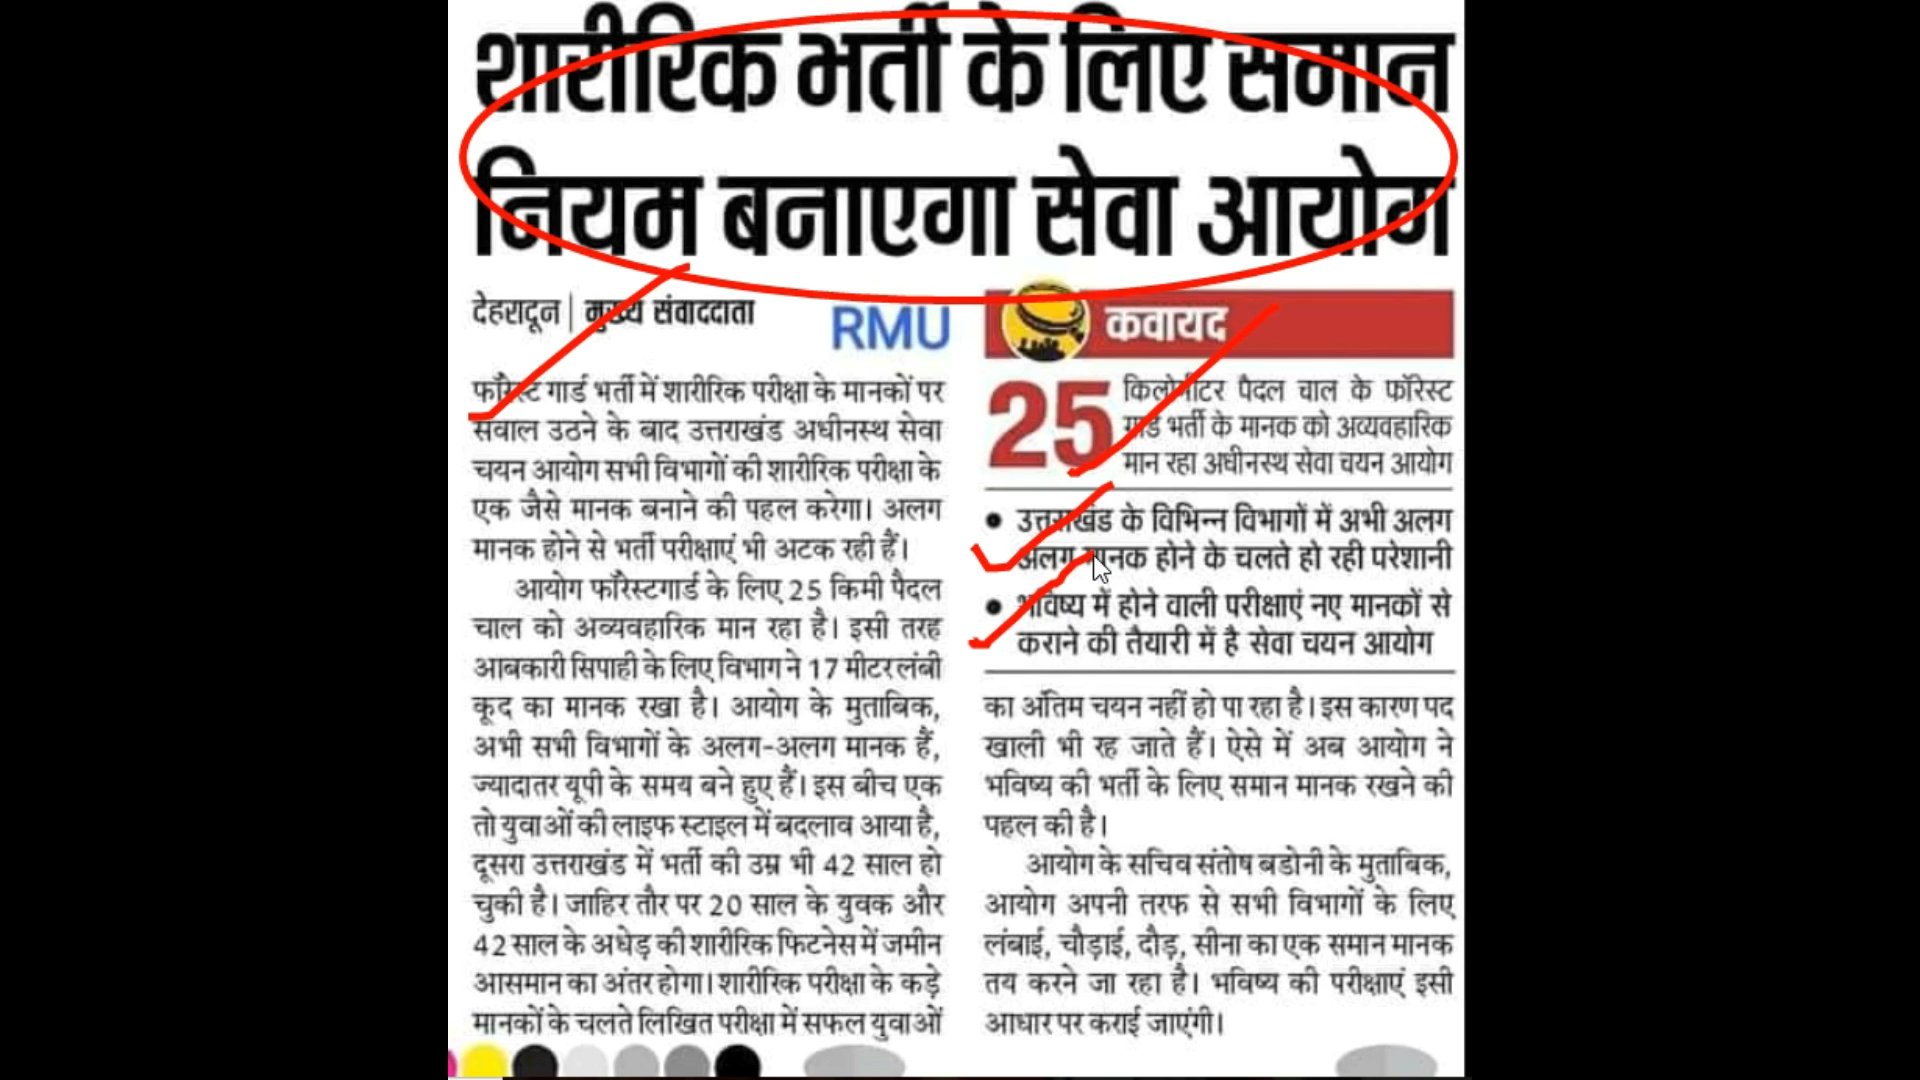 शारीरिक भर्ती के लिए समान
नियम बनाएगा सेवा आयोग
देहरादून | मुख्य संवाददाता
RMU
फॉरेस्ट गार्ड भर्ती में शारीरिक परीक्षा के मानकों पर
सवाल उठने के बाद उत्तराखंड अधीनस्थ सेवा
चयन आयोग सभी विभागों की शारीरिक परीक्षा के
एक जैसे मानक बनाने की पहल करेगा। अलग
मानक होने से भर्ती परीक्षाएं भी अटक रही हैं।
आयोग फॉरेस्टगार्ड के लिए 25 किमी पैदल
चाल को अव्यवहारिक मान रहा है। इसी तरह
आबकारी सिपाही के लिए विभाग ने 17 मीटर लंबी
कूद का मानक रखा है। आयोग के मुताबिक,
अभी सभी विभागों के अलग-अलग मानक हैं,
ज्यादातर यूपी के समय बने हुए हैं। इस बीच एक
तो युवाओं की लाइफ स्टाइल में बदलाव आया है,
दूसरा उत्तराखंड में भर्ती की उम्र भी 42 साल हो
चुकी है। जाहिर तौर पर 20 साल के युवक और
42 साल के अधेड़ की शारीरिक फिटनेस में जमीन
आसमान का अंतर होगा। शारीरिक परीक्षा के कड़े
मानकों के चलते लिखित परीक्षा में सफल युवाओं
कवायद
25 किलोमीटर पैदल चाल के फॉरेस्ट
गार्ड भर्ती के मानक को अव्यवहारिक
मान रहा अधीनस्थ सेवा चयन आयोग
● उत्तराखंड के विभिन्न विभागों में अभी अलग
अलग मानक होने के चलते हो रही परेशानी
● भविष्य में होने वाली परीक्षाएं नए मानकों से
कराने की तैयारी में है सेवा चयन आयोग
का अंतिम चयन नहीं हो पा रहा है। इस कारण पद
खाली भी रह जाते हैं। ऐसे में अब आयोग ने
भविष्य की भर्ती के लिए समान मानक रखने की
पहल की है।
आयोग के सचिव संतोष बडोनी के मुताबिक,
आयोग अपनी तरफ से सभी विभागों के लिए
लंबाई, चौड़ाई, दौड़, सीना का एक समान मानक
तय करने जा रहा है। भविष्य की परीक्षाएं इसी
आधार पर कराई जाएंगी।